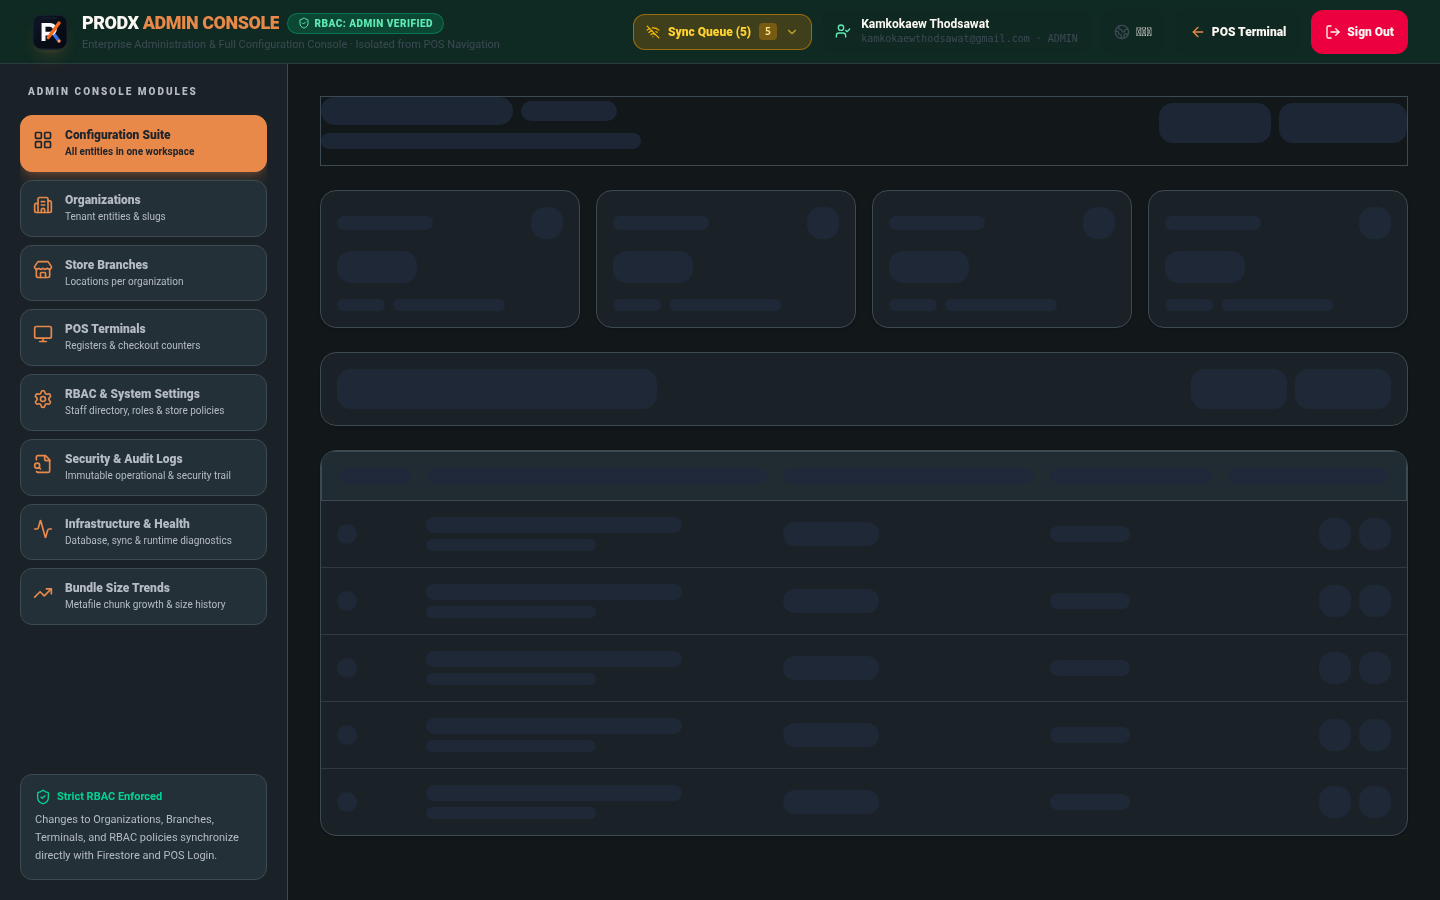 PRODX ADMIN CONSOLE
RBAC: ADMIN VERIFIED
Enterprise Administration & Full Configuration Console · Isolated from POS Navigation
Sync Queue (5) 5
Kamkokaew Thodsawat
kamkokaewthodsawat@gmail.com · ADMIN
POS Terminal
Sign Out
ADMIN CONSOLE MODULES
Configuration Suite
All entities in one workspace
Organizations
Tenant entities & slugs
Store Branches
Locations per organization
POS Terminals
Registers & checkout counters
RBAC & System Settings
Staff directory, roles & store policies
Security & Audit Logs
Immutable operational & security trail
Infrastructure & Health
Database, sync & runtime diagnostics
Bundle Size Trends
Metafile chunk growth & size history
Strict RBAC Enforced
Changes to Organizations, Branches,
Terminals, and RBAC policies synchronize
directly with Firestore and POS Login.